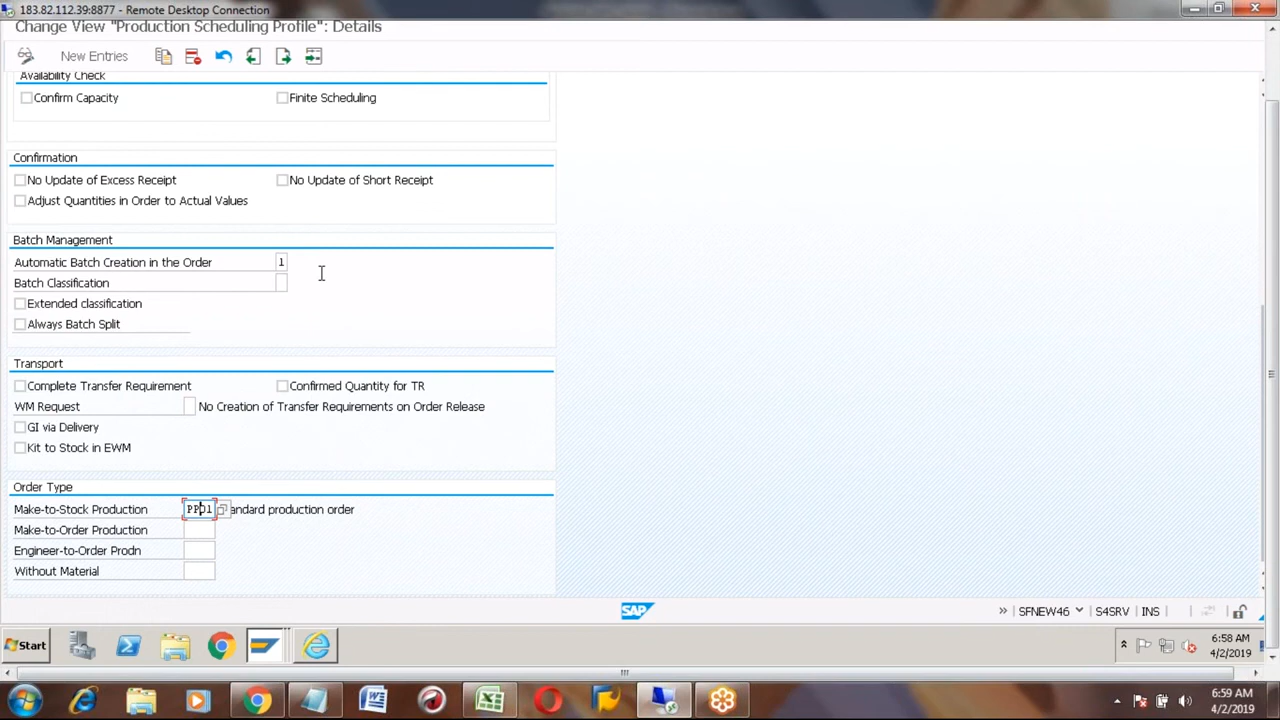 183.82.112.39:8877 - Remote Desktop Connection
Change View "Production Scheduling Profile": Details
New Entries
Availability Check
Confirm Capacity
Finite Scheduling
Confirmation
No Update of Excess Receipt
No Update of Short Receipt
Adjust Quantities in Order to Actual Values
Batch Management
Automatic Batch Creation in the Order 1
Batch Classification
Extended classification
Always Batch Split
Transport
Complete Transfer Requirement
Confirmed Quantity for TR
WM Request
No Creation of Transfer Requirements on Order Release
GI via Delivery
Kit to Stock in EWM
Order Type
Make-to-Stock Production PP01 andard production order
Make-to-Order Production
Engineer-to-Order Prodn
Without Material
SAP
SFNEW46
S4SRV
INS
Start
6:58 AM
4/2/2019
6:59 AM
4/2/2019